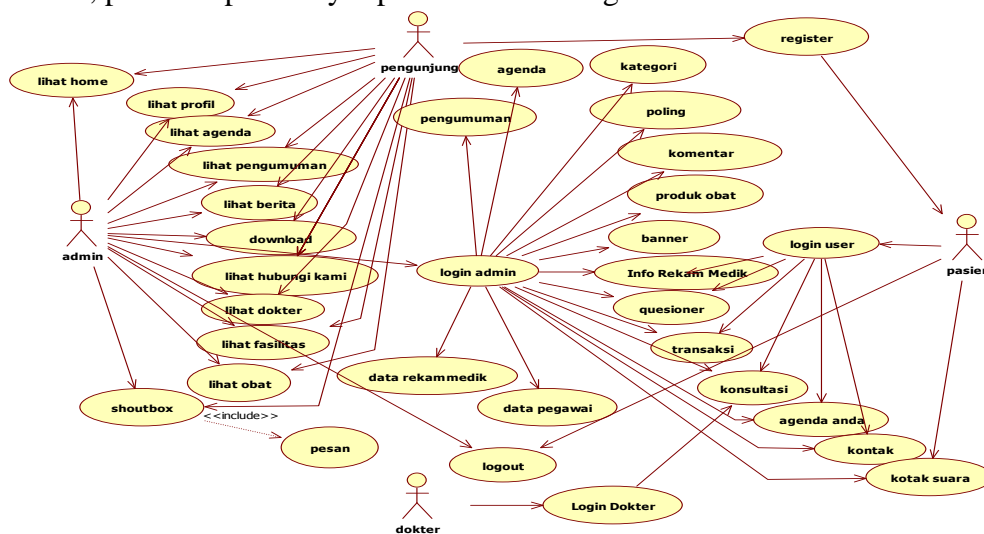 register
pengunjung
agenda
kategori
lihat home
lihat profil
pengumuman
poling
lihat agenda
komentar
lihat pengumuman
produk obat
lihat berita
download
banner
login user
admin
pasien
lihat hubungi kami
login admin
Info Rekam Medik
lihat dokter
quesioner
lihat fasilitas
transaksi
lihat obat
data rekammedik
konsultasi
shoutbox
<<include>>
data pegawai
agenda anda
pesan
logout
kontak
kotak suara
Login Dokter
dokter